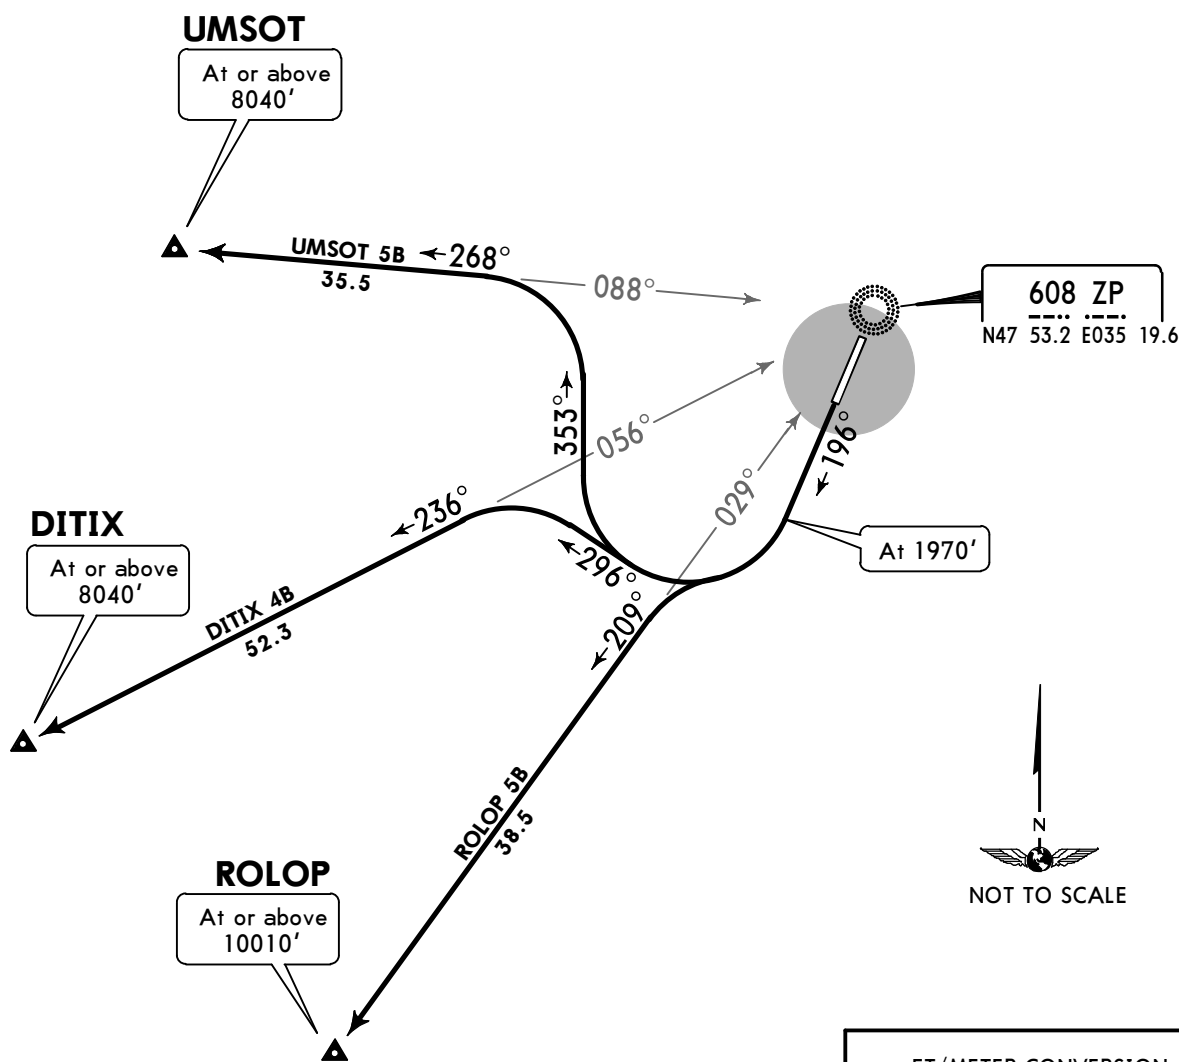 UMSOT
At or above
8040'
UMSOT 5B
←268°
35.5
088°
608 ZP
N47 53.2 E035 19.6
353°→
056°
←196°
029°
←236°
DITIX
At or above
8040'
At 1970'
←296°
DITIX 4B
52.3
←209°
ROLOP 5B
38.5
N
NOT TO SCALE
ROLOP
At or above
10010'
FT/METER CONVERSION